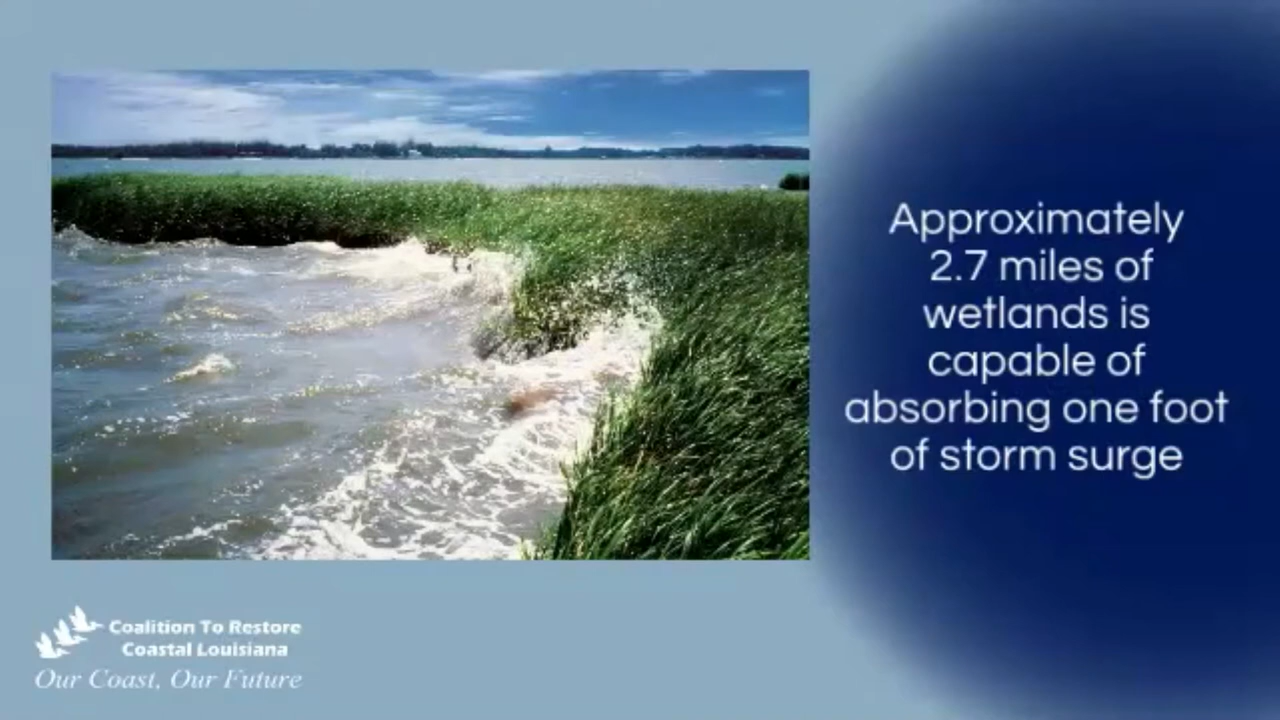 Approximately
2.7 miles of
wetlands is
capable of
absorbing one foot
of storm surge
Coalition To Restore
Coastal Louisiana
Our Coast, Our Future